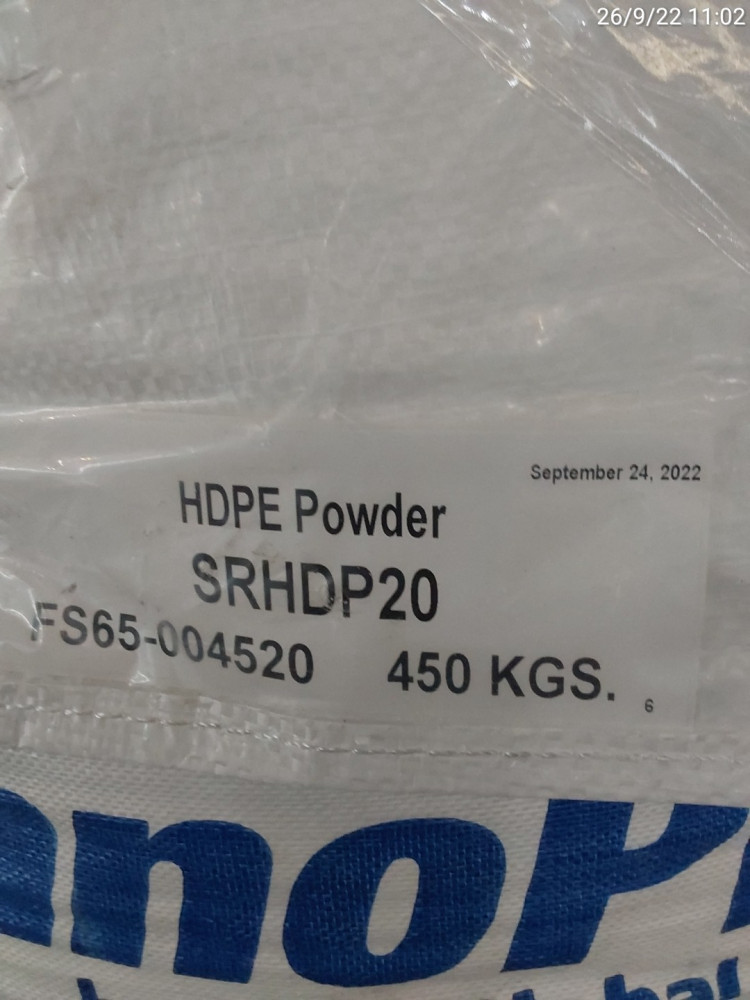 26/9/22 11:02
September 24, 2022
HDPE Powder
SRHDP20
FS65-004520 450 KGS.
6